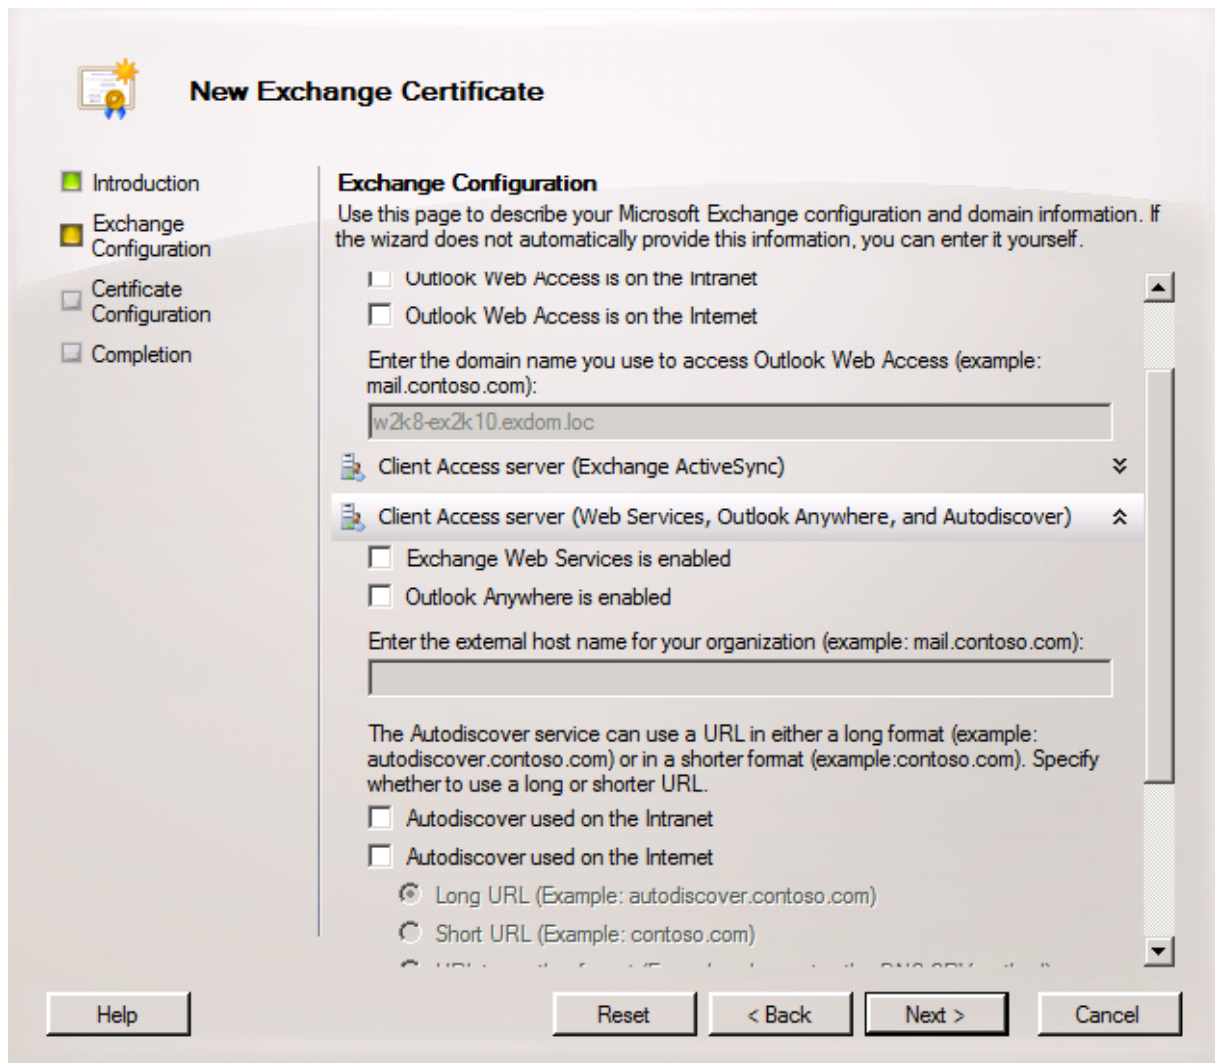 New Exchange Certificate
Introduction
Exchange
Configuration
Certificate
Configuration
Completion
Exchange Configuration
Use this page to describe your Microsoft Exchange configuration and domain information. If
the wizard does not automatically provide this information, you can enter it yourself.
Outlook Web Access is on the Intranet
Outlook Web Access is on the Internet
Enter the domain name you use to access Outlook Web Access (example:
mail.contoso.com):
w2k8-ex2k10.exdom.loc
Client Access server (Exchange ActiveSync)
Client Access server (Web Services, Outlook Anywhere, and Autodiscover)
Exchange Web Services is enabled
Outlook Anywhere is enabled
Enter the external host name for your organization (example: mail.contoso.com):
The Autodiscover service can use a URL in either a long format (example:
autodiscover.contoso.com) or in a shorter format (example:contoso.com). Specify
whether to use a long or shorter URL.
Autodiscover used on the Intranet
Autodiscover used on the Internet
Long URL (Example: autodiscover.contoso.com)
Short URL (Example: contoso.com)
Help
Reset
< Back
Next >
Cancel